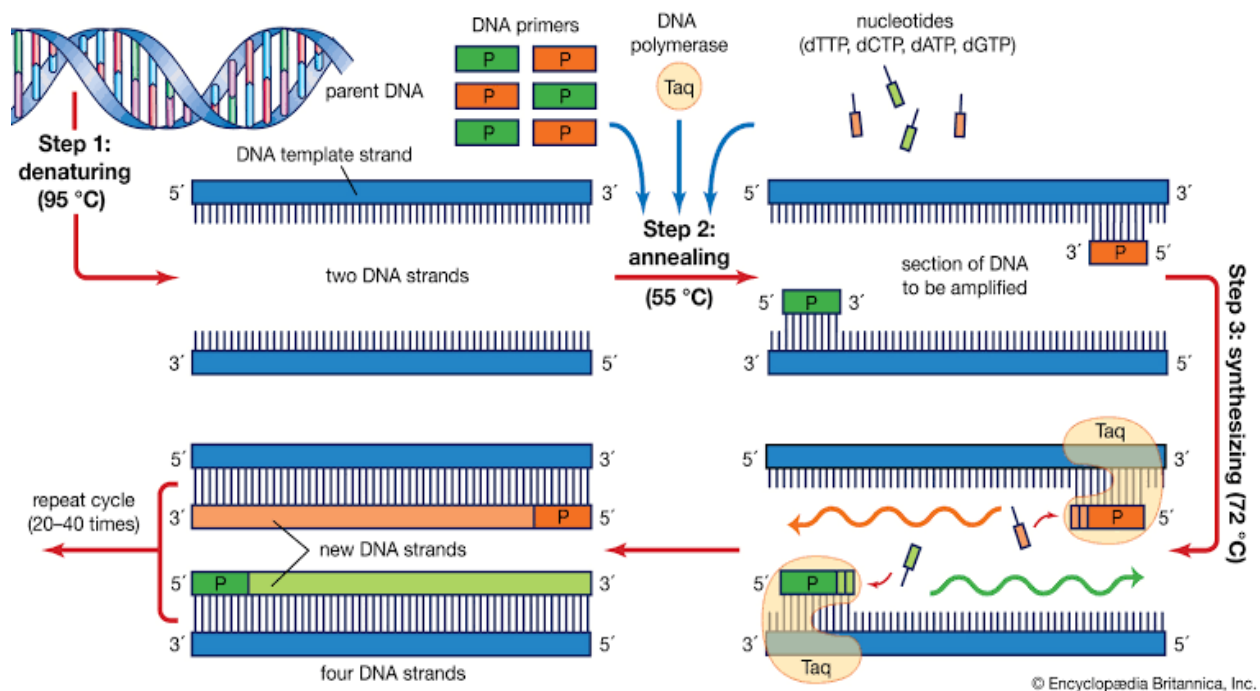 DNA primers
P
P
P
P
P
P
DNA
polymerase
Taq
nucleotides
(dTTP, dCTP, dATP, dGTP)
parent DNA
Step 1:
denaturing
(95 °C)
DNA template strand
5′
3′
two DNA strands
3′
5′
Step 2:
annealing
(55 °C)
5′
3′
3′
P
5′
section of DNA
to be amplified
5′
P
3′
3′
5′
Step 3: synthesizing (72 °C)
Taq
5′
3′
P
5′
5′
P
3′
5′
Taq
5′
3′
3′
P
5′
new DNA strands
5′
P
3′
3′
5′
four DNA strands
repeat cycle
(20–40 times)
© Encyclopædia Britannica, Inc.